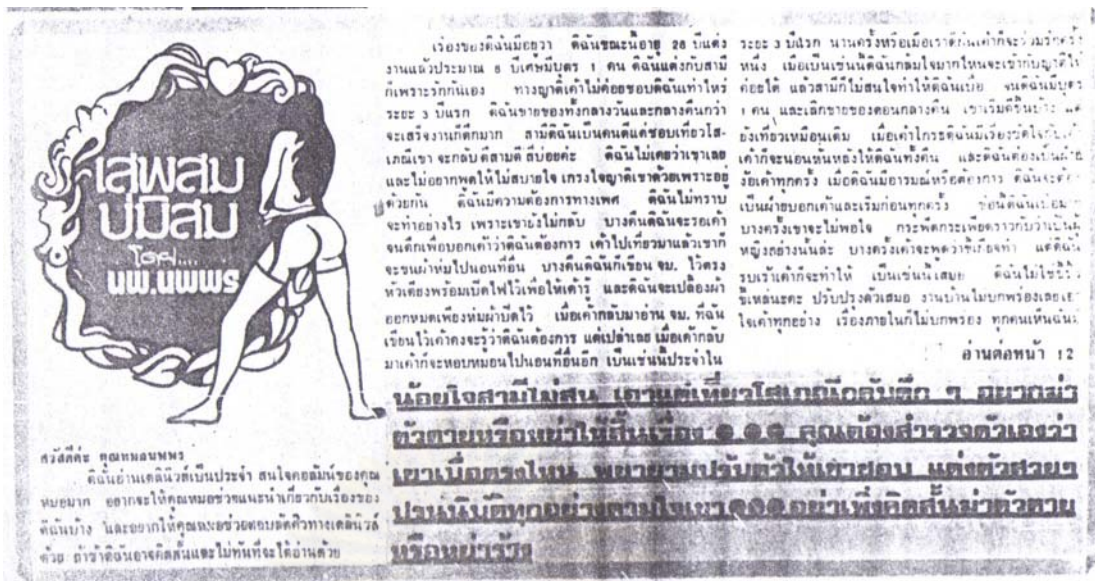 เสพสม
บ่มิสม
โดย....
นพ.นพพร
สวัสดีค่ะ คุณหมอนพพร
ดิฉันอ่านเดลินิวส์เป็นประจำ สนใจคอลัมน์ของคุณ
หมอมาก อยากจะให้คุณหมอช่วยแนะนำเกี่ยวกับเรื่องของ
ดิฉันบ้าง และอยากให้คุณหมอช่วยตอบลัดคิวทางเดลินิวส์
ด้วย ถ้าช้าดิฉันอาจคิดสั้นและไม่ทันที่จะได้อ่านด้วย
เรื่องของดิฉันมีอยู่ว่า ดิฉันขณะนี้อายุ 26 ปีแต่ง
งานแล้วประมาณ 6 ปีเศษมีบุตร 1 คน ดิฉันแต่งกับสามี
ก็เพราะรักกันเอง ทางญาติเค้าไม่ค่อยชอบดิฉันเท่าไหร่
ระยะ 3 ปีแรก ดิฉันขายของทั้งกลางวันและกลางคืนกว่า
จะเสร็จงานก็ดึกมาก สามีดิฉันเป็นคนดีแต่ชอบเที่ยวโส-
เภณีเขา จะกลับตีสามตีสี่บ่อยค่ะ ดิฉันไม่เคยว่าเขาเลย
และไม่อยากพูดให้ไม่สบายใจ เกรงใจญาติเขาด้วยเพราะอยู่
ด้วยกัน ดิฉันมีความต้องการทางเพศ ดิฉันไม่ทราบ
จะทำอย่างไร เพราะเขายังไม่กลับ บางคืนดิฉันจะรอเค้า
จนดึกเพื่อบอกเค้าว่าดิฉันต้องการ เค้าไปเที่ยวมาแล้วเขาก็
จะขนผ้าห่มไปนอนที่อื่น บางคืนดิฉันก็เขียน จม. ไว้ตรง
หัวเตียงพร้อมเปิดไฟไว้เพื่อให้เค้ารู้ และดิฉันจะเปลื้องผ้า
ออกหมดเพียงห่มผ้าปิดไว้ เมื่อเค้ากลับมาอ่าน จม. ที่ฉัน
เขียนไว้เค้าคงจะรู้ว่าดิฉันต้องการ แต่เปล่าเลย เมื่อเค้ากลับ
มาเค้าก็จะหอบหมอนไปนอนที่อื่นอีก เป็นเช่นนี้ประจำใน
ระยะ 3 ปีแรก นานครั้งหรือเมื่อเราดีกันเค้าก็จะร่วมรักครั้ง
หนึ่ง เมื่อเป็นเช่นนี้ดิฉันกลุ้มใจมากไหนจะเข้ากับญาติไม่
ค่อยได้ แล้วสามีก็ไม่สนใจทำให้ดิฉันเบื่อ จนดิฉันมีบุตร
1 คน และเลิกขายของตอนกลางคืน เขาเริ่มดีขึ้นบ้าง แต่
ยังเที่ยวเหมือนเดิม เมื่อเค้าโกรธดิฉันมีเรื่องขัดใจกับเค้า
เค้าก็จะนอนหันหลังให้ดิฉันทั้งคืน และดิฉันต้องเป็นฝ่าย
ง้อเค้าทุกครั้ง เมื่อดิฉันมีอารมณ์หรือต้องการ ดิฉันจะต้อง
เป็นฝ่ายบอกเค้าและเริ่มก่อนทุกครั้ง ข้อนี้ดิฉันเบื่อมาก
บางครั้งเขาจะไม่พอใจ กระฟัดกระเฟียดราวกับว่าเป็นผู้
หญิงอย่างนั้นล่ะ บางครั้งเค้าจะพูดว่าขี้เกียจทำ แต่ดิฉัน
รบเร้าเค้าก็จะทำให้ เป็นเช่นนี้เสมอ ดิฉันไม่ใช่ขี้ริ้ว
ขี้เหล่นะคะ ปรับปรุงตัวเสมอ งานบ้านไม่บกพร่องเลยเอา
ใจเค้าทุกอย่าง เรื่องภายในก็ไม่บกพร่อง ทุกคนเห็นฉัน
อ่านต่อหน้า 12
น้อยใจสามีไม่สน เอาแต่เที่ยวโสเภณีกลับดึก ๆ อยากฆ่า
ตัวตายหรือหย่าให้สิ้นเรื่อง ๑๑๑ คุณต้องสำรวจตัวเองว่า
เขาเบื่อตรงไหน พยายามปรับตัวให้เขาชอบ แต่งตัวสวยๆ
ปรนนิบัติทุกอย่างตามใจเขา ๑๑๑ อย่าเพิ่งคิดสั้นฆ่าตัวตาย
หรือหย่าร้าง